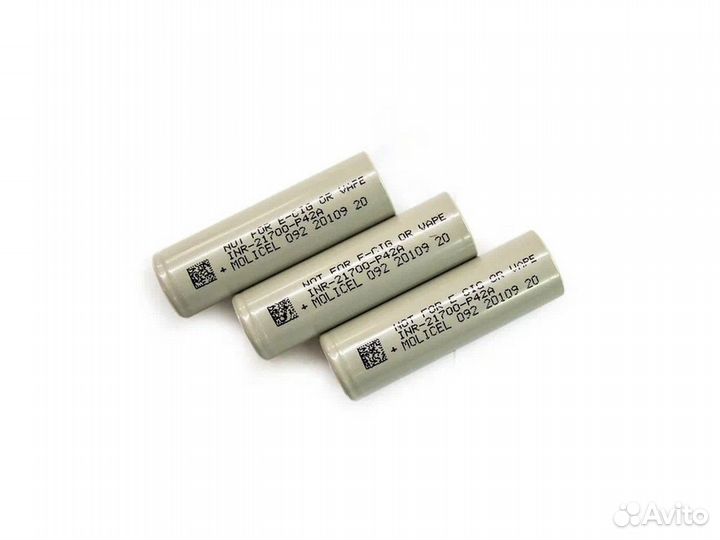 NOT FOR E-CIG OR VAPE
INR-21700-P42A
+ MOLICEL 092 20109 20
NOT FOR E-CIG OR VAPE
INR-21700-P42A
+ MOLICEL 092 20109 20
NOT FOR E-CIG OR VAPE
INR-21700-P42A
+ MOLICEL 092 20109 20
Avito